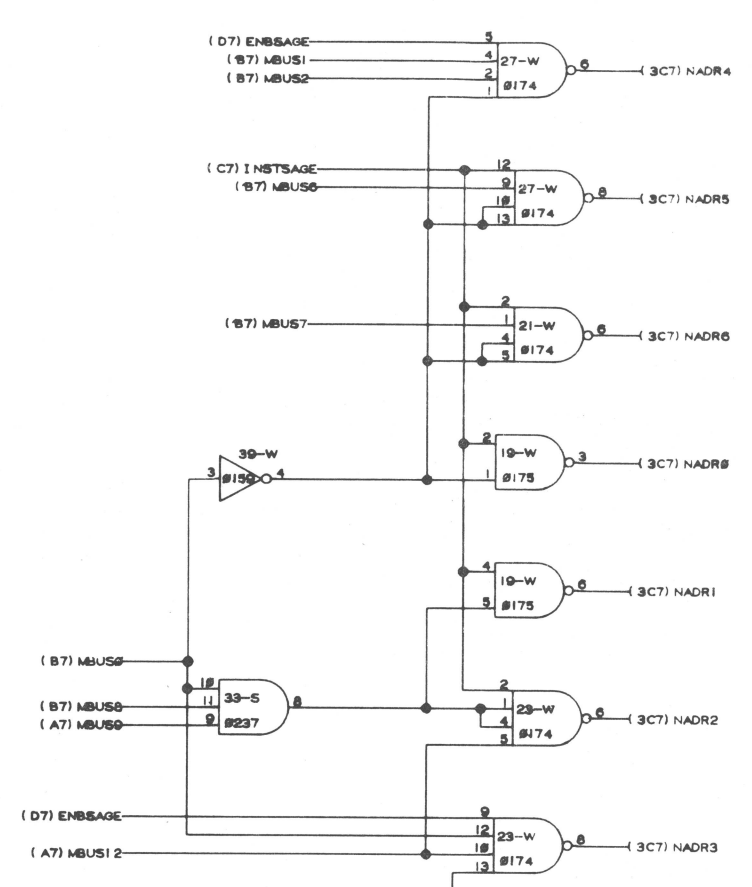 (D7) ENBSAGE 5
(B7) MBUS1 4 27-W 6 (3C7) NADR4
(B7) MBUS2 2
1 Ø174
(C7) INSTSAGE 12
(B7) MBUS6 9 27-W 8 (3C7) NADR5
1Ø
13 Ø174
2
(B7) MBUS7 1 21-W 6 (3C7) NADR6
4
5 Ø174
39-W 2 19-W
3 Ø159 4 3 (3C7) NADRØ
1 Ø175
4 19-W
6 (3C7) NADR1
5 Ø175
(B7) MBUSØ
1Ø 2
(B7) MBUS8 11 33-S 8 1 23-W 6 (3C7) NADR2
(A7) MBUS9 9 Ø237 4
5 Ø174
(D7) ENBSAGE 9
12 23-W 8 (3C7) NADR3
(A7) MBUS12 1Ø
13 Ø174